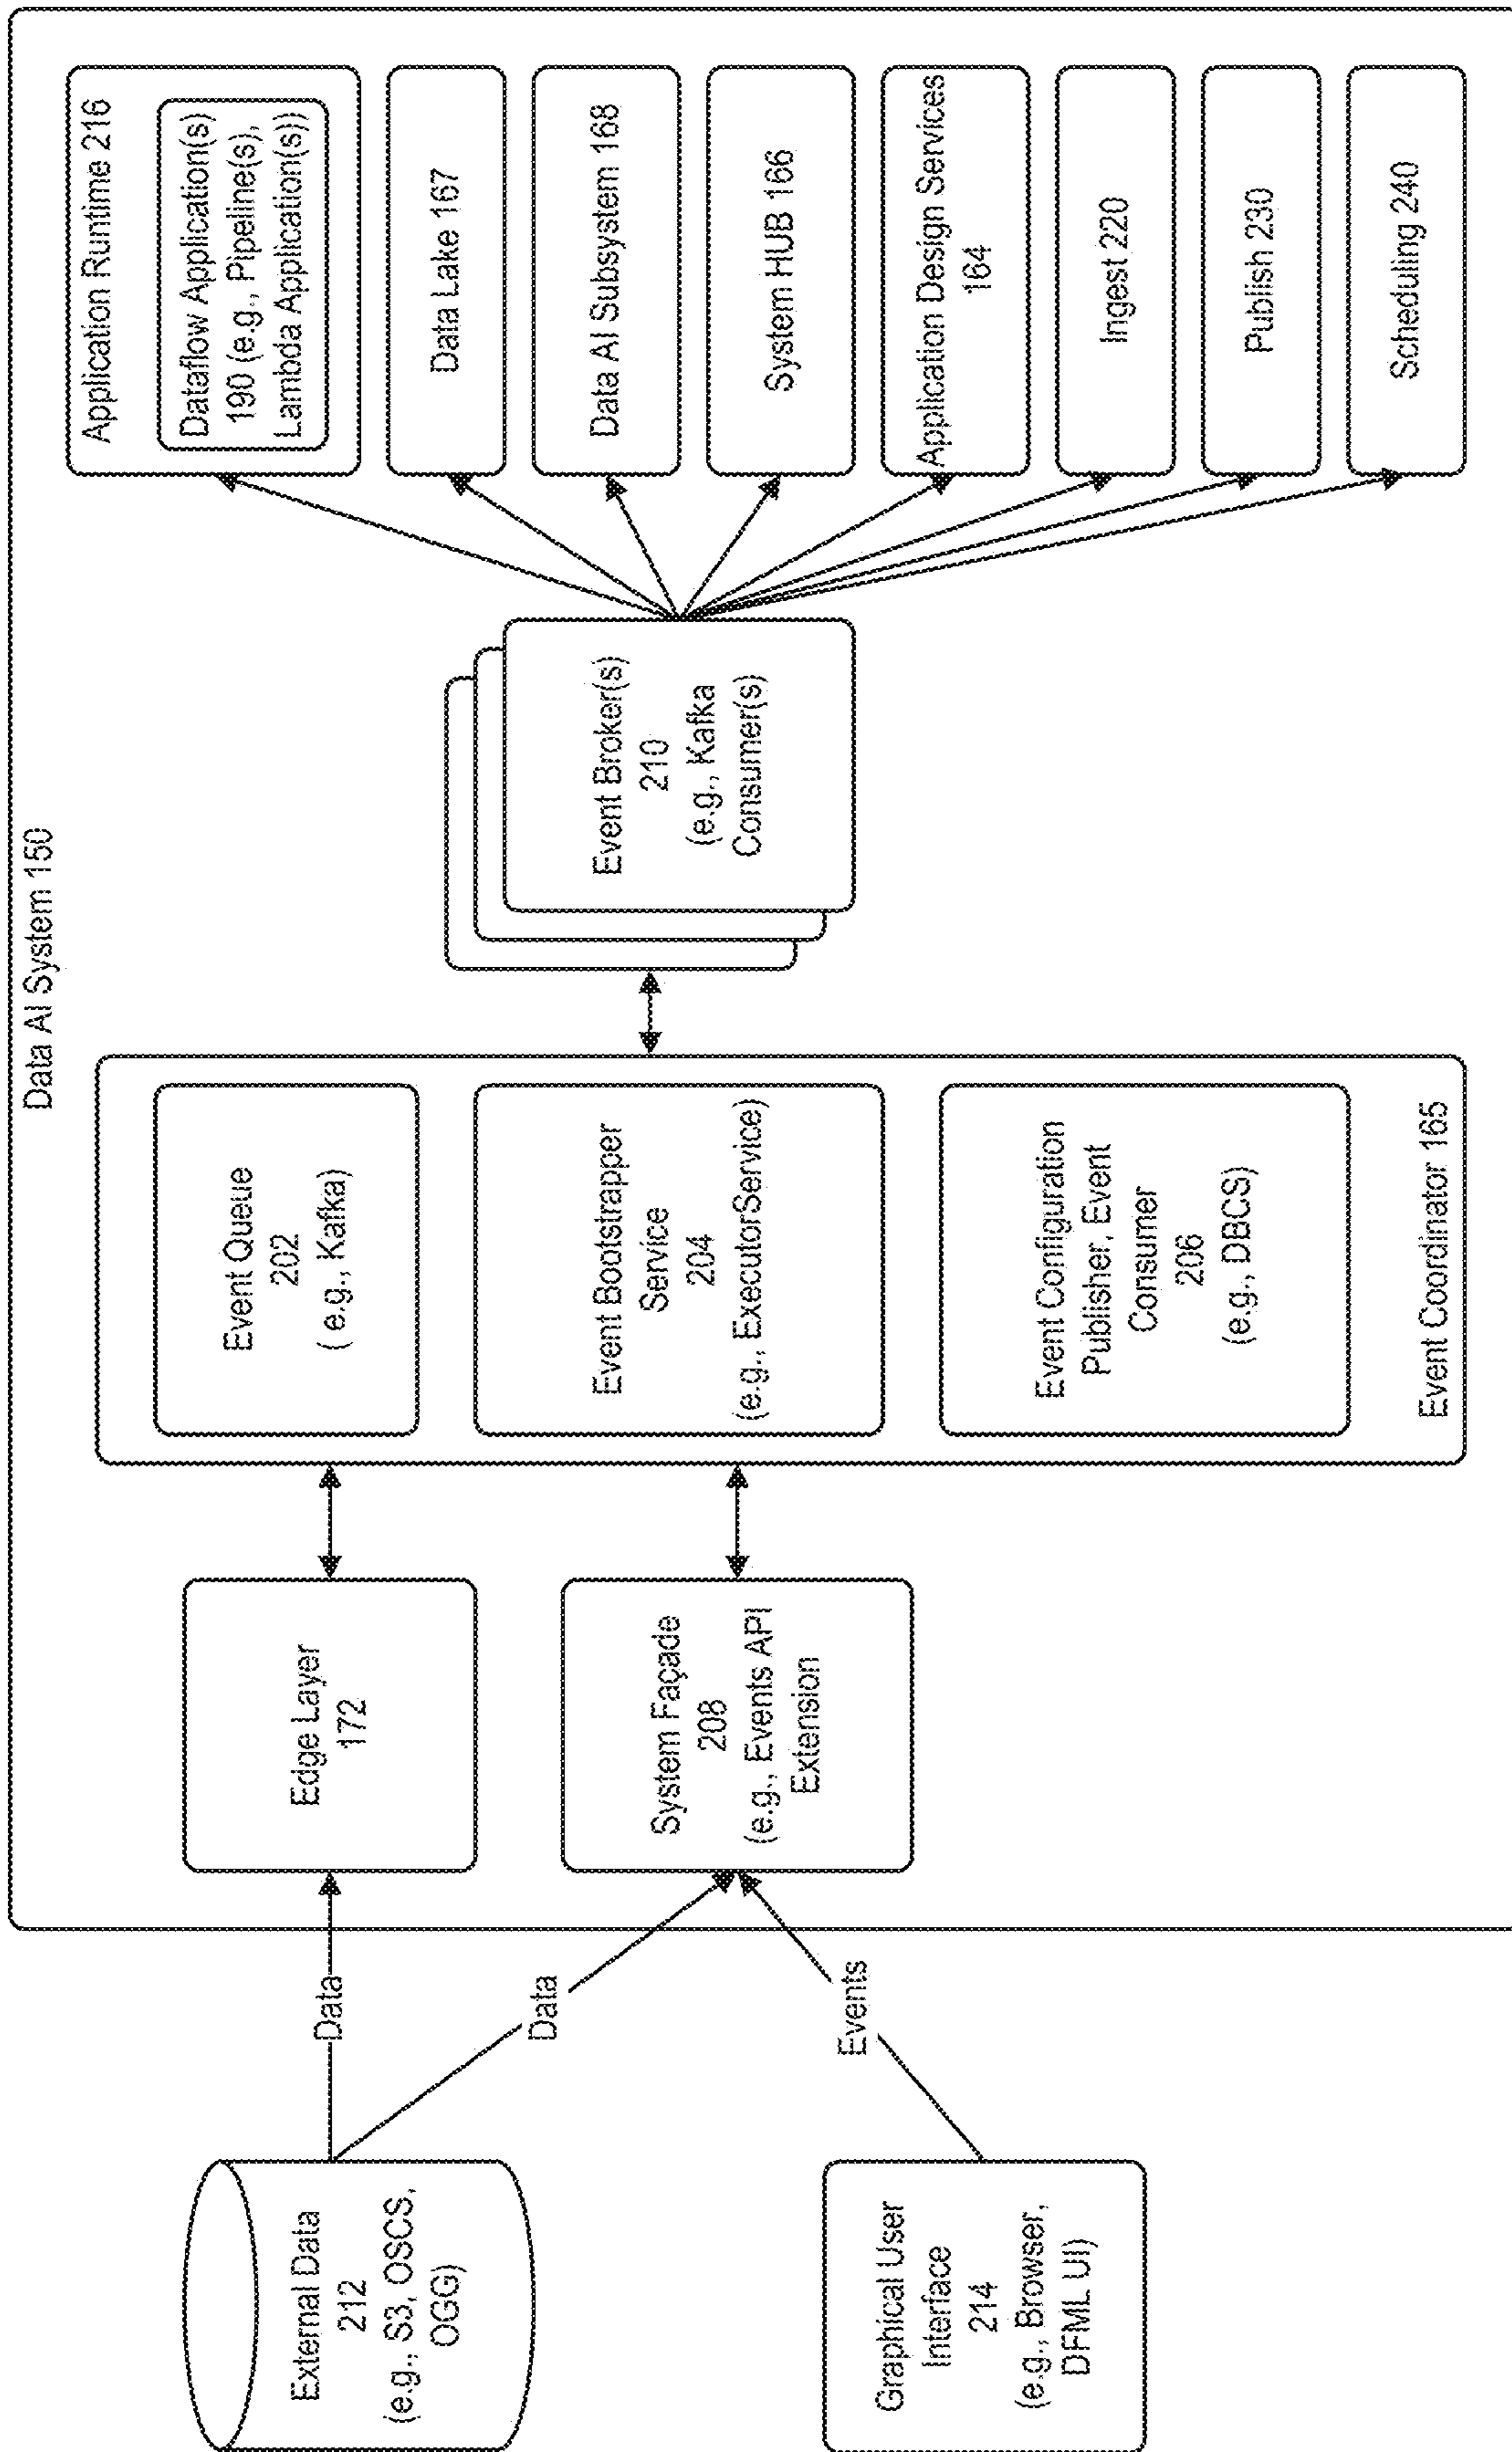 Data AI System 150
External Data
212
(e.g., S3, OSCS,
OGG)
Graphical User
Interface
214
(e.g., Browser,
DFML UI)
Data
Data
Events
Edge Layer
172
System Façade
208
(e.g., Events API
Extension
Event Queue
202
( e.g., Kafka)
Event Bootstrapper
Service
204
(e.g., ExecutorService)
Event Configuration
Publisher, Event
Consumer
206
(e.g., DBCS)
Event Coordinator 165
Event Broker(s)
210
(e.g., Kafka
Consumer(s)
Application Runtime 216
Dataflow Application(s)
190 (e.g., Pipeline(s),
Lambda Application(s))
Data Lake 167
Data AI Subsystem 168
System HUB 166
Application Design Services
164
Ingest 220
Publish 230
Scheduling 240